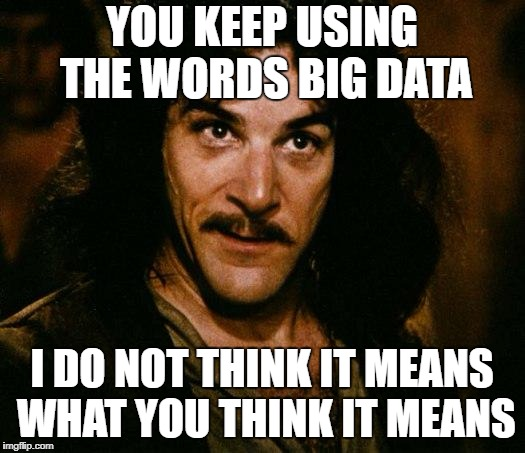 YOU KEEP USING
THE WORDS BIG DATA
I DO NOT THINK IT MEANS
WHAT YOU THINK IT MEANS
imgflip.com